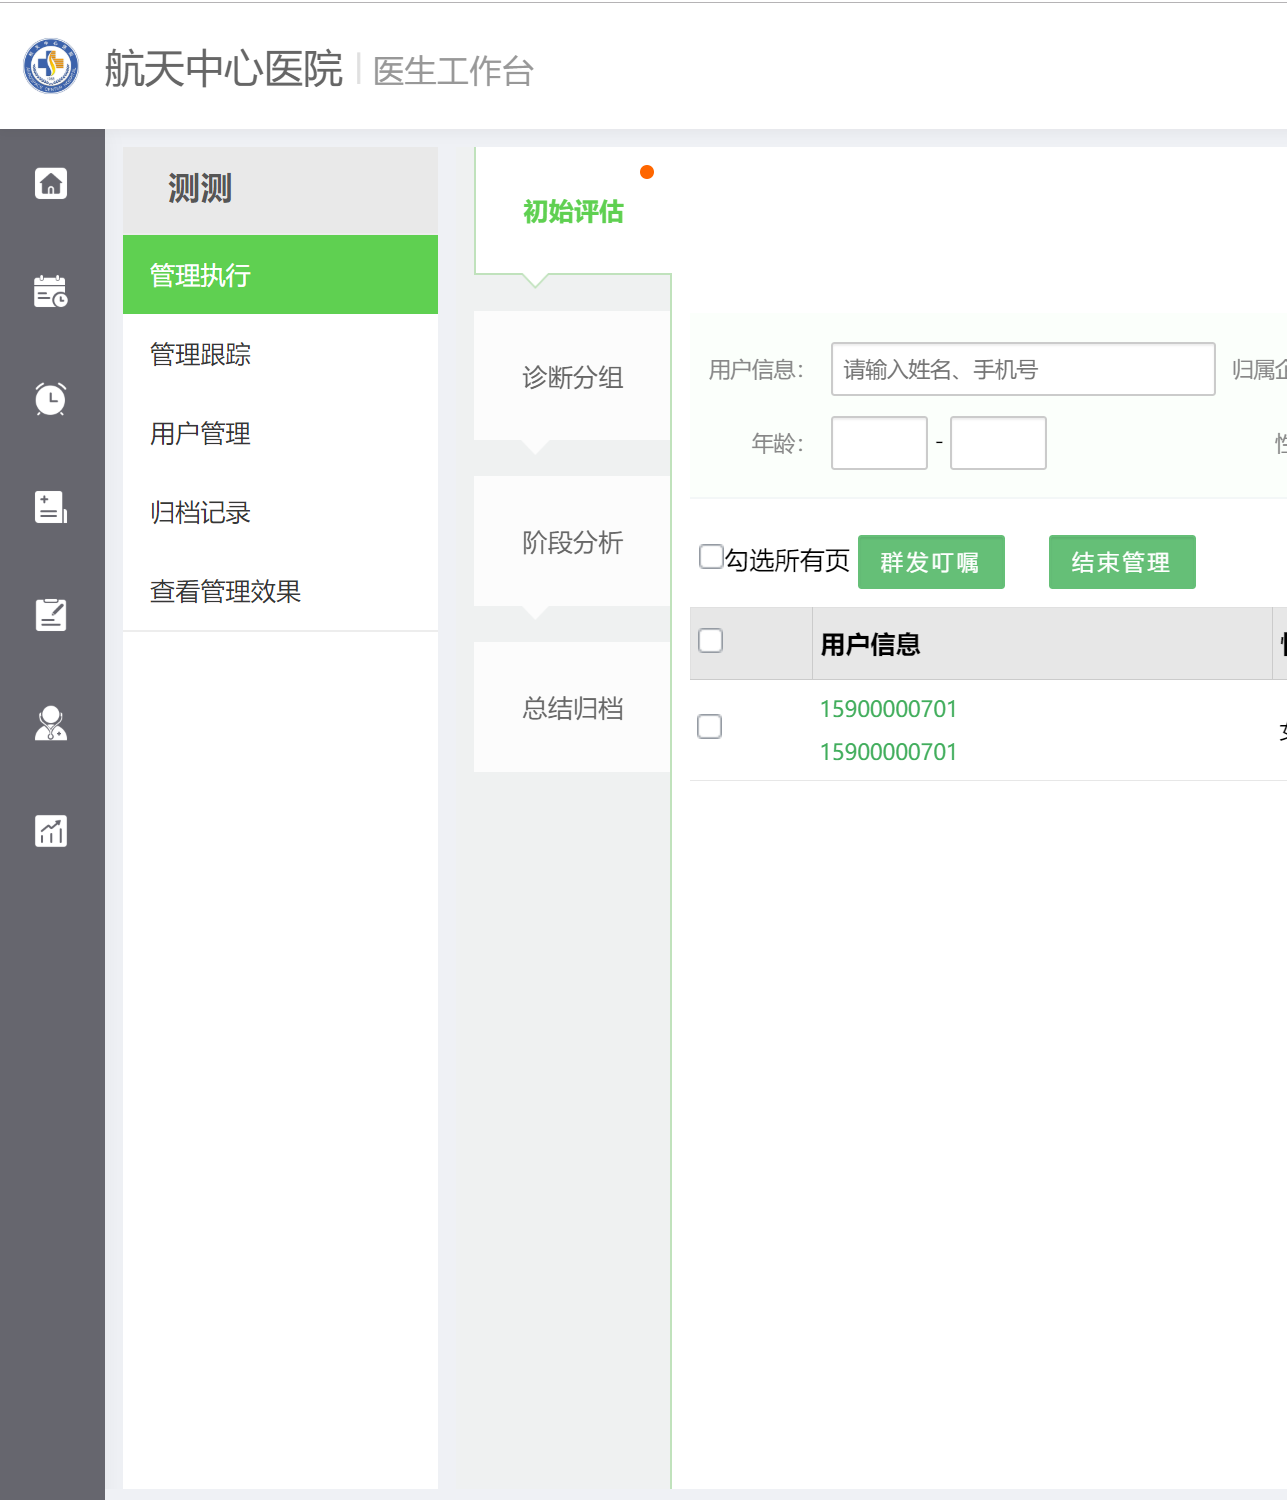 航天中心医院 | 医生工作台
测测
管理执行
管理跟踪
用户管理
归档记录
查看管理效果
初始评估
诊断分组
阶段分析
总结归档
用户信息： 请输入姓名、手机号 归属
年龄： -
勾选所有页 群发叮嘱 结束管理
用户信息
15900000701
15900000701